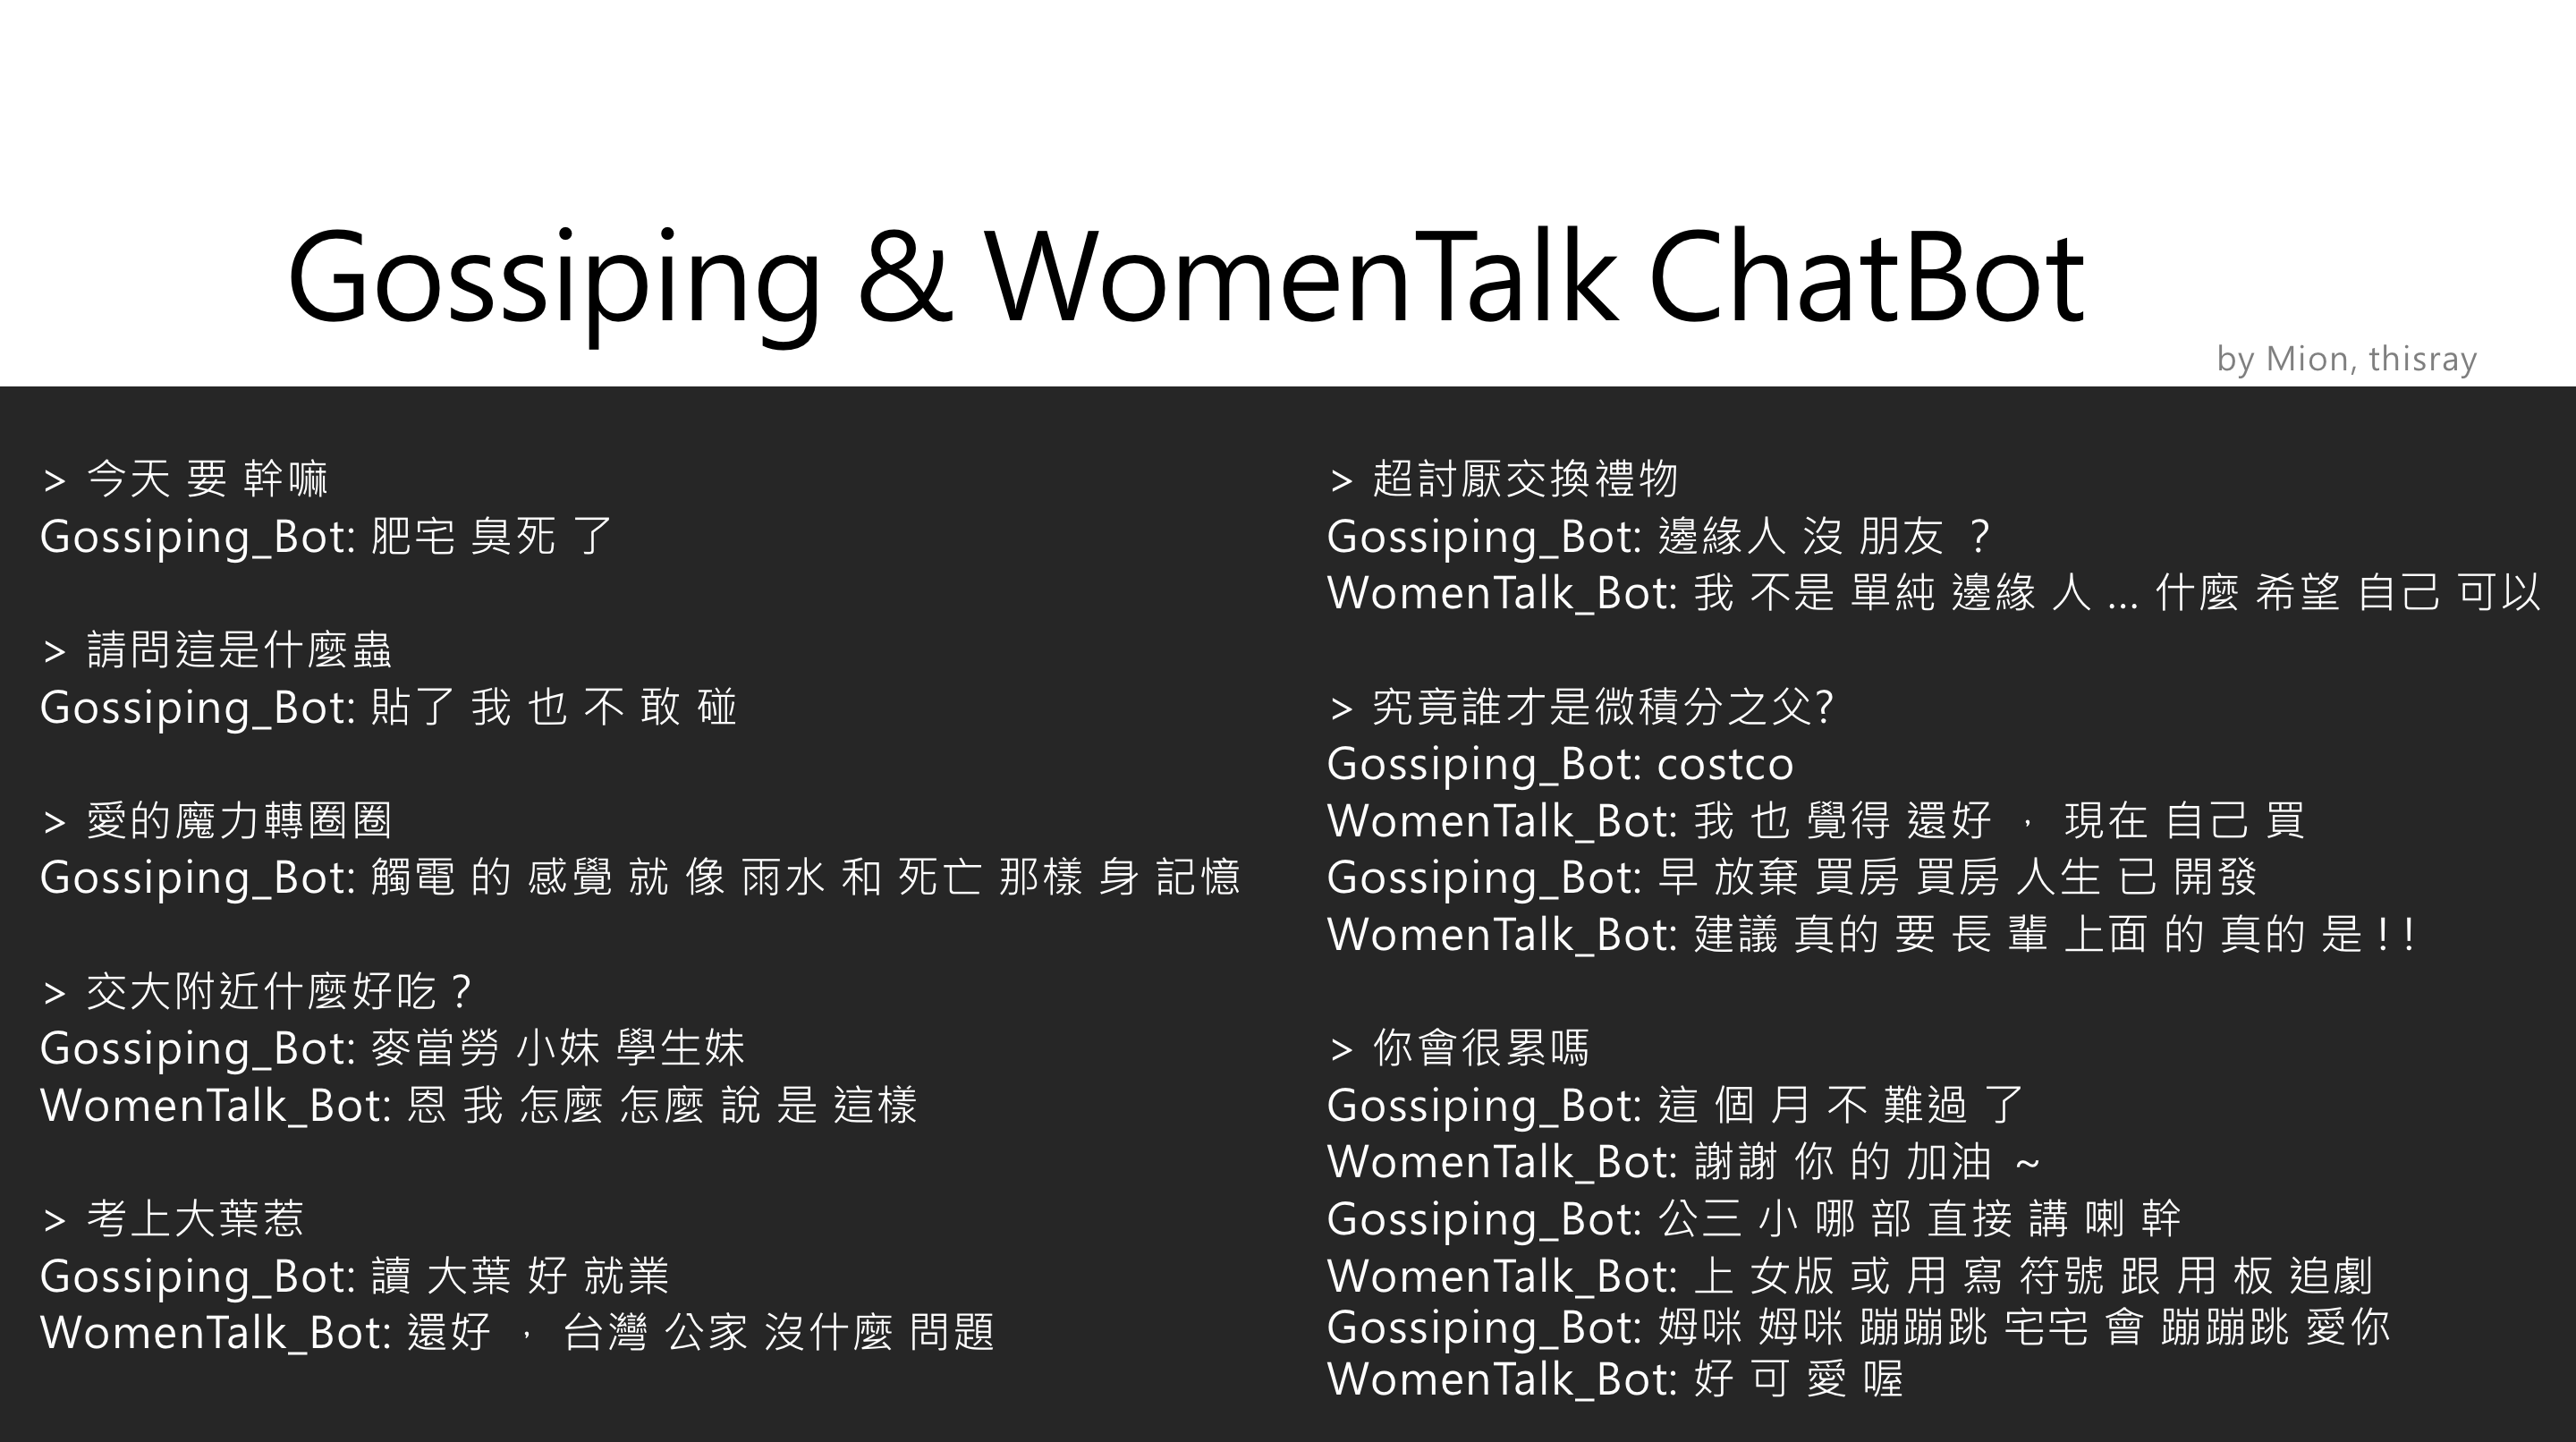 Gossiping & WomenTalk ChatBot
by Mion, thisray
> 今天 要 幹嘛
Gossiping_Bot: 肥宅 臭死 了
> 請問這是什麼蟲
Gossiping_Bot: 貼了 我 也 不 敢 碰
> 愛的魔力轉圈圈
Gossiping_Bot: 觸電 的 感覺 就 像 雨水 和 死亡 那樣 身 記憶
> 交大附近什麼好吃？
Gossiping_Bot: 麥當勞 小妹 學生妹
WomenTalk_Bot: 恩 我 怎麼 怎麼 說 是 這樣
> 考上大葉惹
Gossiping_Bot: 讀 大葉 好 就業
WomenTalk_Bot: 還好 ， 台灣 公家 沒什麼 問題
> 超討厭交換禮物
Gossiping_Bot: 邊緣人 沒 朋友 ？
WomenTalk_Bot: 我 不是 單純 邊緣 人 ... 什麼 希望 自己 可以
> 究竟誰才是微積分之父?
Gossiping_Bot: costco
WomenTalk_Bot: 我 也 覺得 還好 ， 現在 自己 買
Gossiping_Bot: 早 放棄 買房 買房 人生 已 開發
WomenTalk_Bot: 建議 真的 要 長 輩 上面 的 真的 是 ! !
> 你會很累嗎
Gossiping_Bot: 這 個 月 不 難過 了
WomenTalk_Bot: 謝謝 你 的 加油 ~
Gossiping_Bot: 公三 小 哪 部 直接 講 喇 幹
WomenTalk_Bot: 上 女版 或 用 寫 符號 跟 用 板 追劇
Gossiping_Bot: 姆咪 姆咪 蹦蹦跳 宅宅 會 蹦蹦跳 愛你
WomenTalk_Bot: 好 可 愛 喔